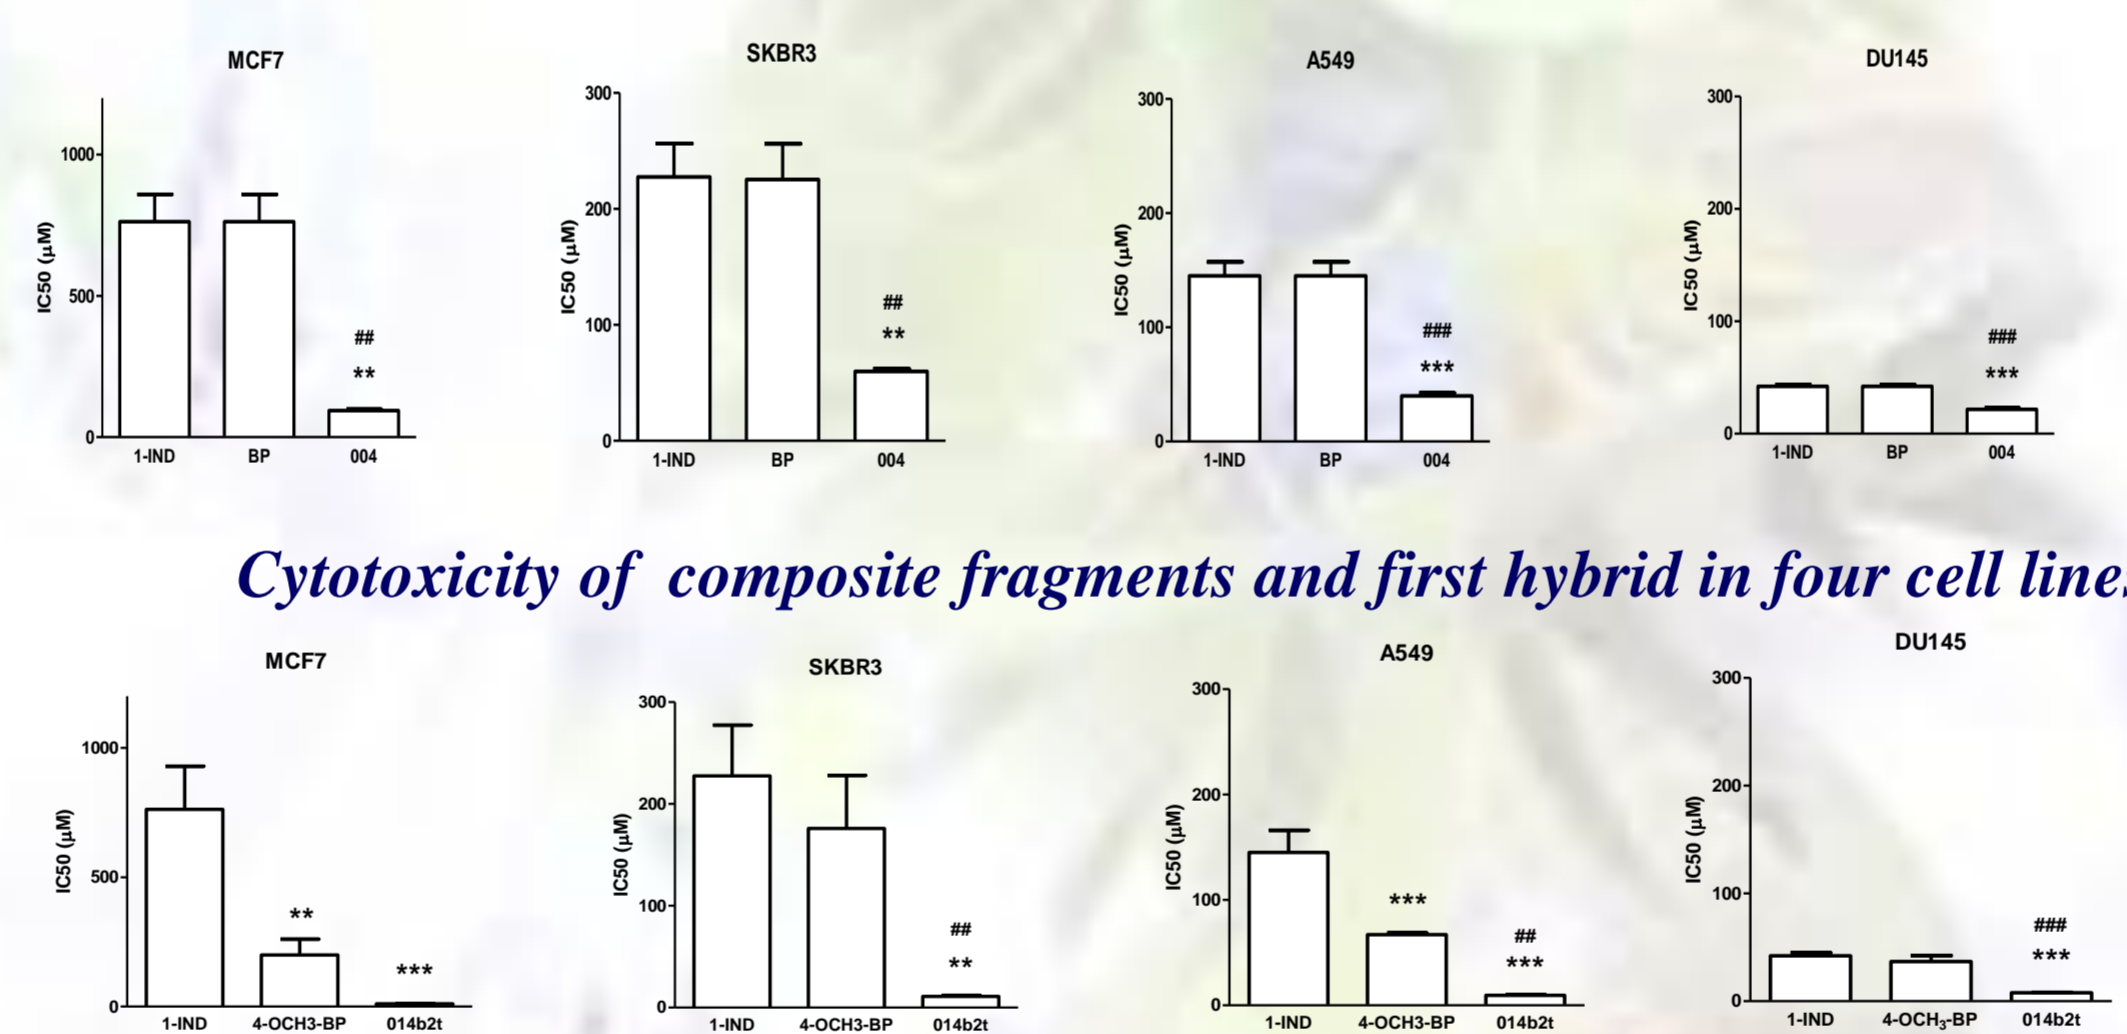 MCF7
IC50 (μM)
1000
500
0
##
**
1-IND BP 004
SKBR3
IC50 (μM)
300
200
100
0
##
**
1-IND BP 004
A549
IC50 (μM)
300
200
100
0
###
***
1-IND BP 004
DU145
IC50 (μM)
300
200
100
0
###
***
1-IND BP 004
Cytotoxicity of composite fragments and first hybrid in four cell lines
MCF7
IC50 (μM)
1000
500
0
**
***
1-IND 4-OCH3-BP 014b2t
SKBR3
IC50 (μM)
300
200
100
0
##
**
1-IND 4-OCH3-BP 014b2t
A549
IC50 (μM)
300
200
100
0
***
##
***
1-IND 4-OCH3-BP 014b2t
DU145
IC50 (μM)
300
200
100
0
###
***
1-IND 4-OCH₃-BP 014b2t